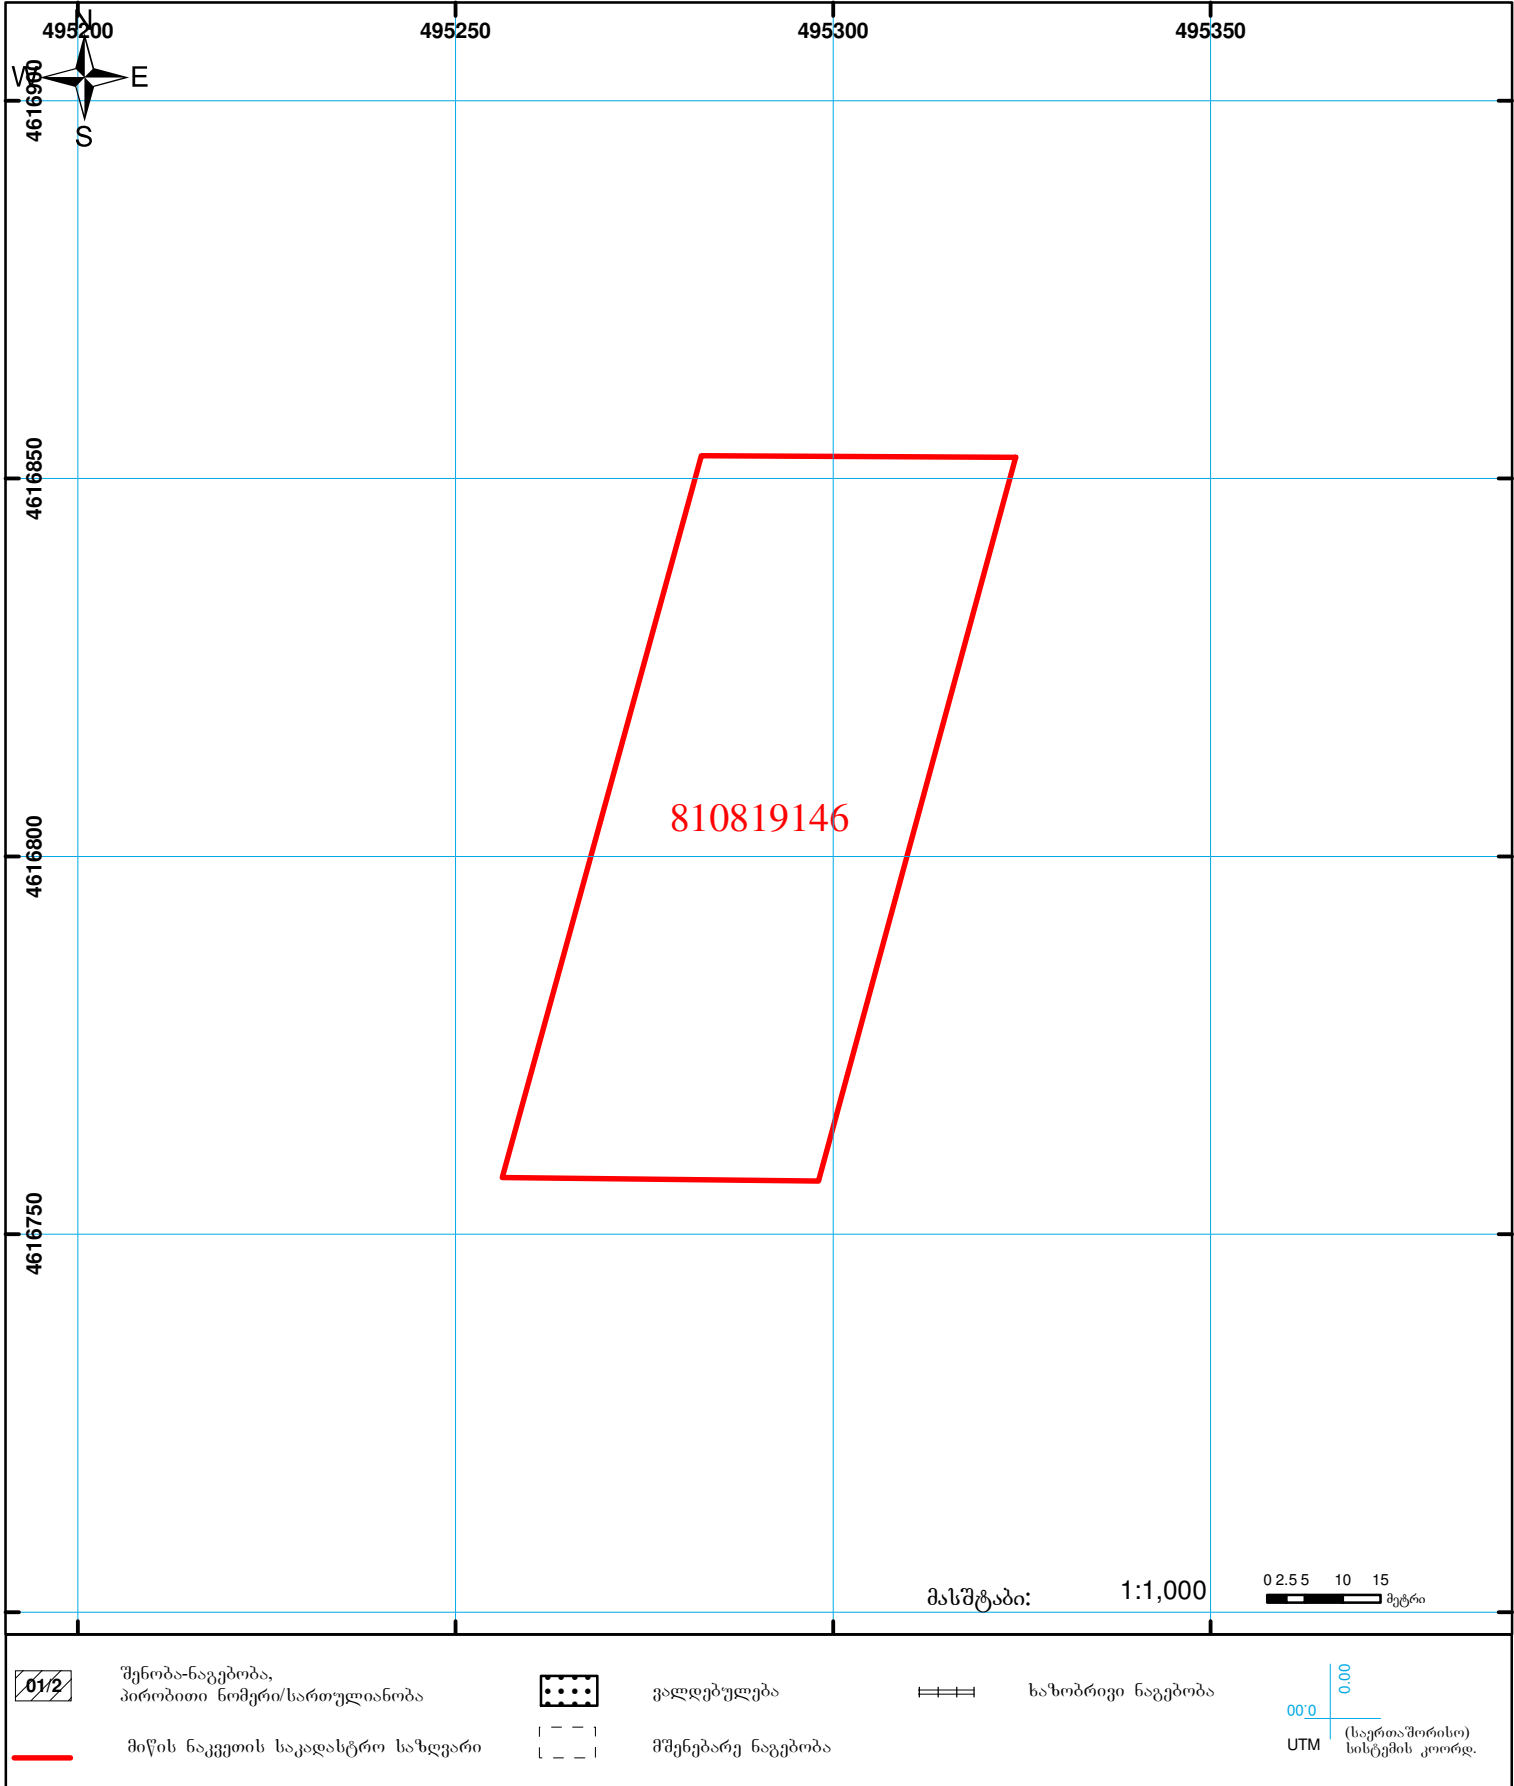 N
495200 495250 495300 495350
W E
S
4616900
4616850
4616800
4616750
810819146
მასშტაბი: 1:1,000
0 2.5 5 10 15
მეტრი
01/2
შენობა-ნაგებობა,
პირობითი ნომერი/სართულიანობა
ვალდებულება
ხაზობრივი ნაგებობა
მიწის ნაკვეთის საკადასტრო საზღვარი
მშენებარე ნაგებობა
00.0
0.00
UTM
(საერთაშორისო)
სისტემის კოორდ.